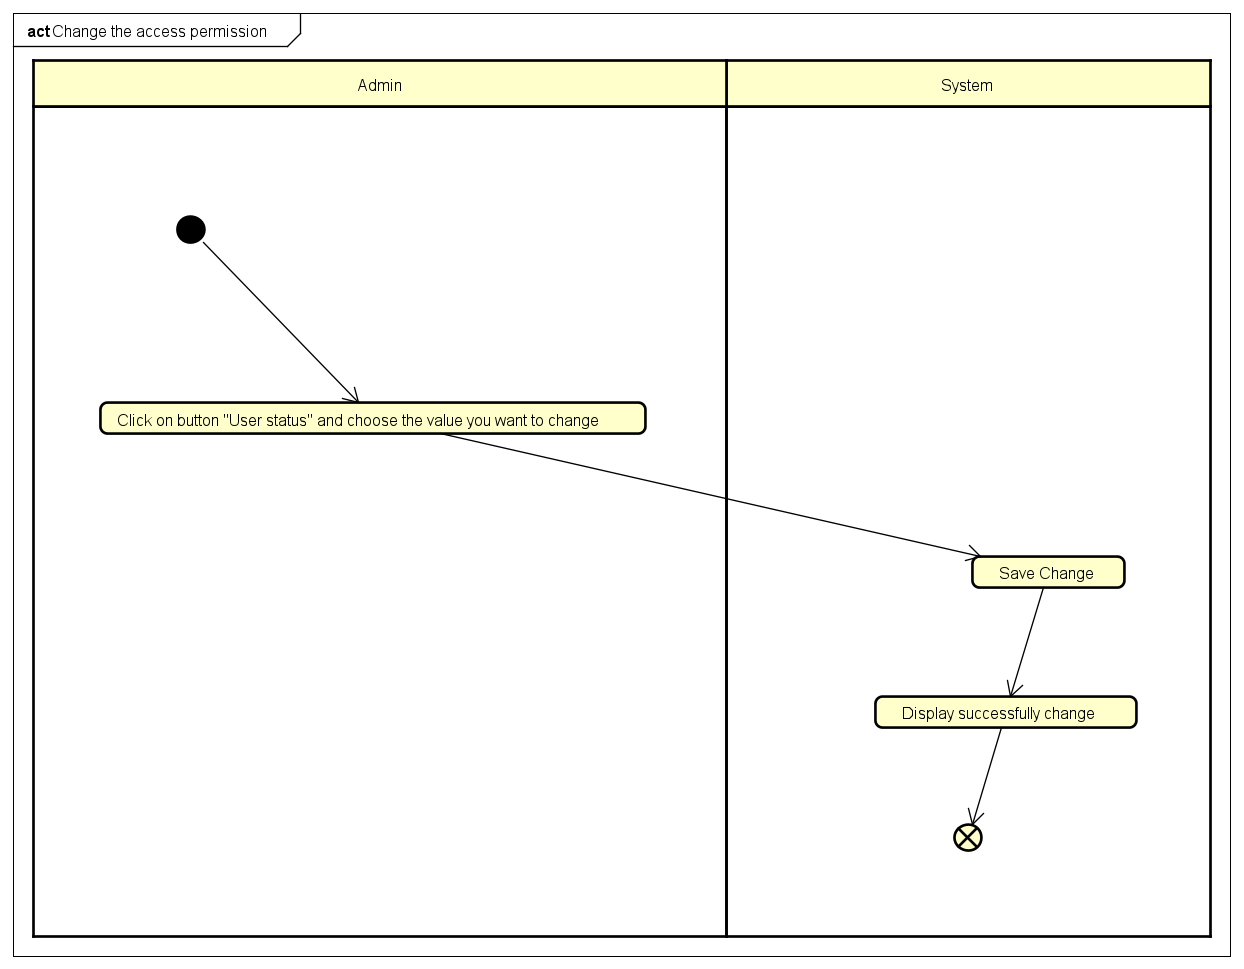 act Change the access permission
Admin
System
Click on button "User status" and choose the value you want to change
Save Change
Display successfully change